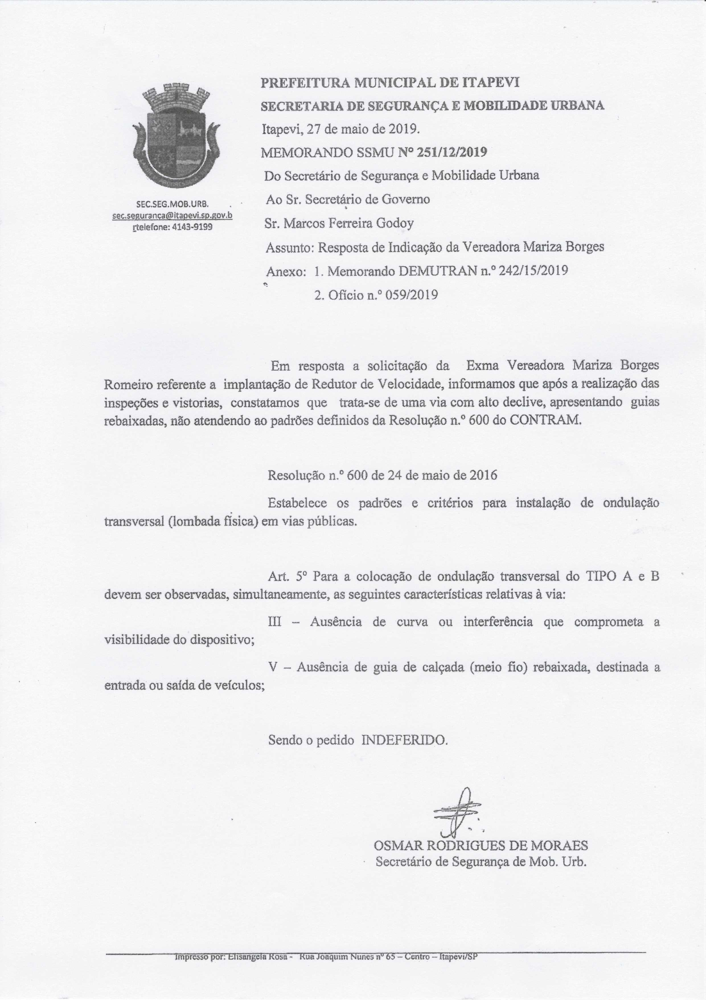 PREFEITURA MUNICIPAL DE ITAPEVI
SECRETARIA DE SEGURANÇA E MOBILIDADE URBANA
Itapevi, 27 de maio de 2019.
MEMORANDO SSMU Nº 251/12/2019
Do Secretário de Segurança e Mobilidade Urbana
Ao Sr. Secretário de Governo
Sr. Marcos Ferreira Godoy
Assunto: Resposta de Indicação da Vereadora Mariza Borges
Anexo: 1. Memorando DEMUTRAN n.º 242/15/2019
2. Ofício n.º 059/2019
SEC.SEG.MOB.URB.
sec.segurança@itapevi.sp.gov.b
rtelefone: 4143-9199
Em resposta a solicitação da Exma Vereadora Mariza Borges
Romeiro referente a implantação de Redutor de Velocidade, informamos que após a realização das
inspeções e vistorias, constatamos que trata-se de uma via com alto declive, apresentando guias
rebaixadas, não atendendo ao padrões definidos da Resolução n.º 600 do CONTRAM.
Resolução n.º 600 de 24 de maio de 2016
Estabelece os padrões e critérios para instalação de ondulação
transversal (lombada física) em vias públicas.
Art. 5º Para a colocação de ondulação transversal do TIPO A e B
devem ser observadas, simultaneamente, as seguintes características relativas à via:
III – Ausência de curva ou interferência que comprometa a
visibilidade do dispositivo;
V – Ausência de guia de calçada (meio fio) rebaixada, destinada a
entrada ou saída de veículos;
Sendo o pedido INDEFERIDO.
OSMAR RODRIGUES DE MORAES
Secretário de Segurança de Mob. Urb.
Impresso por: Elisangela Rosa - Rua Joaquim Nunes nº 65 – Centro – Itapevi/SP